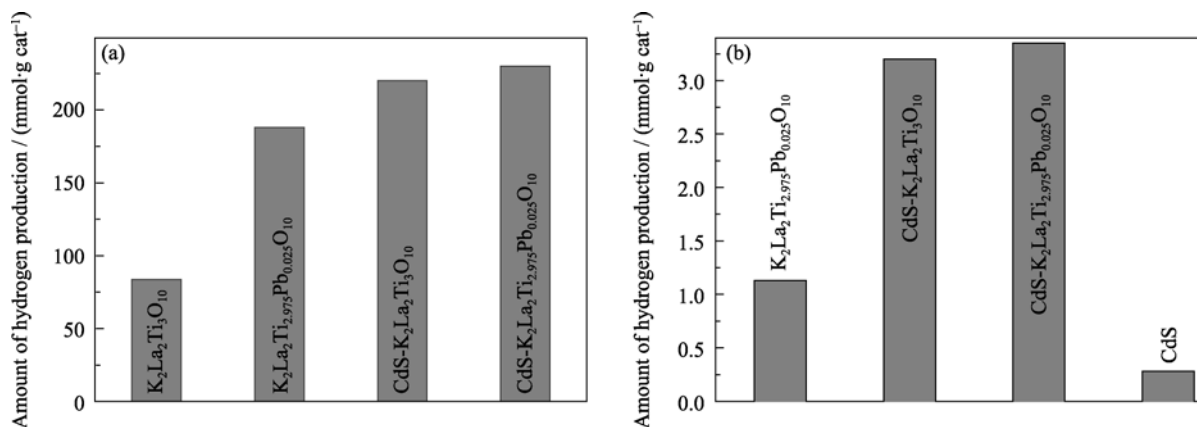 Amount of hydrogen production / (mmol·g cat⁻¹)
(a)
250
200
150
100
50
0
K₂La₂Ti₃O₁₀
K₂La₂Ti₂.₉₇₅Pb₀.₀₂₅O₁₀
CdS-K₂La₂Ti₃O₁₀
CdS-K₂La₂Ti₂.₉₇₅Pb₀.₀₂₅O₁₀
Amount of hydrogen production / (mmol·g cat⁻¹)
(b)
3.0
2.5
2.0
1.5
1.0
0.5
0.0
K₂La₂Ti₂.₉₇₅Pb₀.₀₂₅O₁₀
CdS-K₂La₂Ti₃O₁₀
CdS-K₂La₂Ti₂.₉₇₅Pb₀.₀₂₅O₁₀
CdS